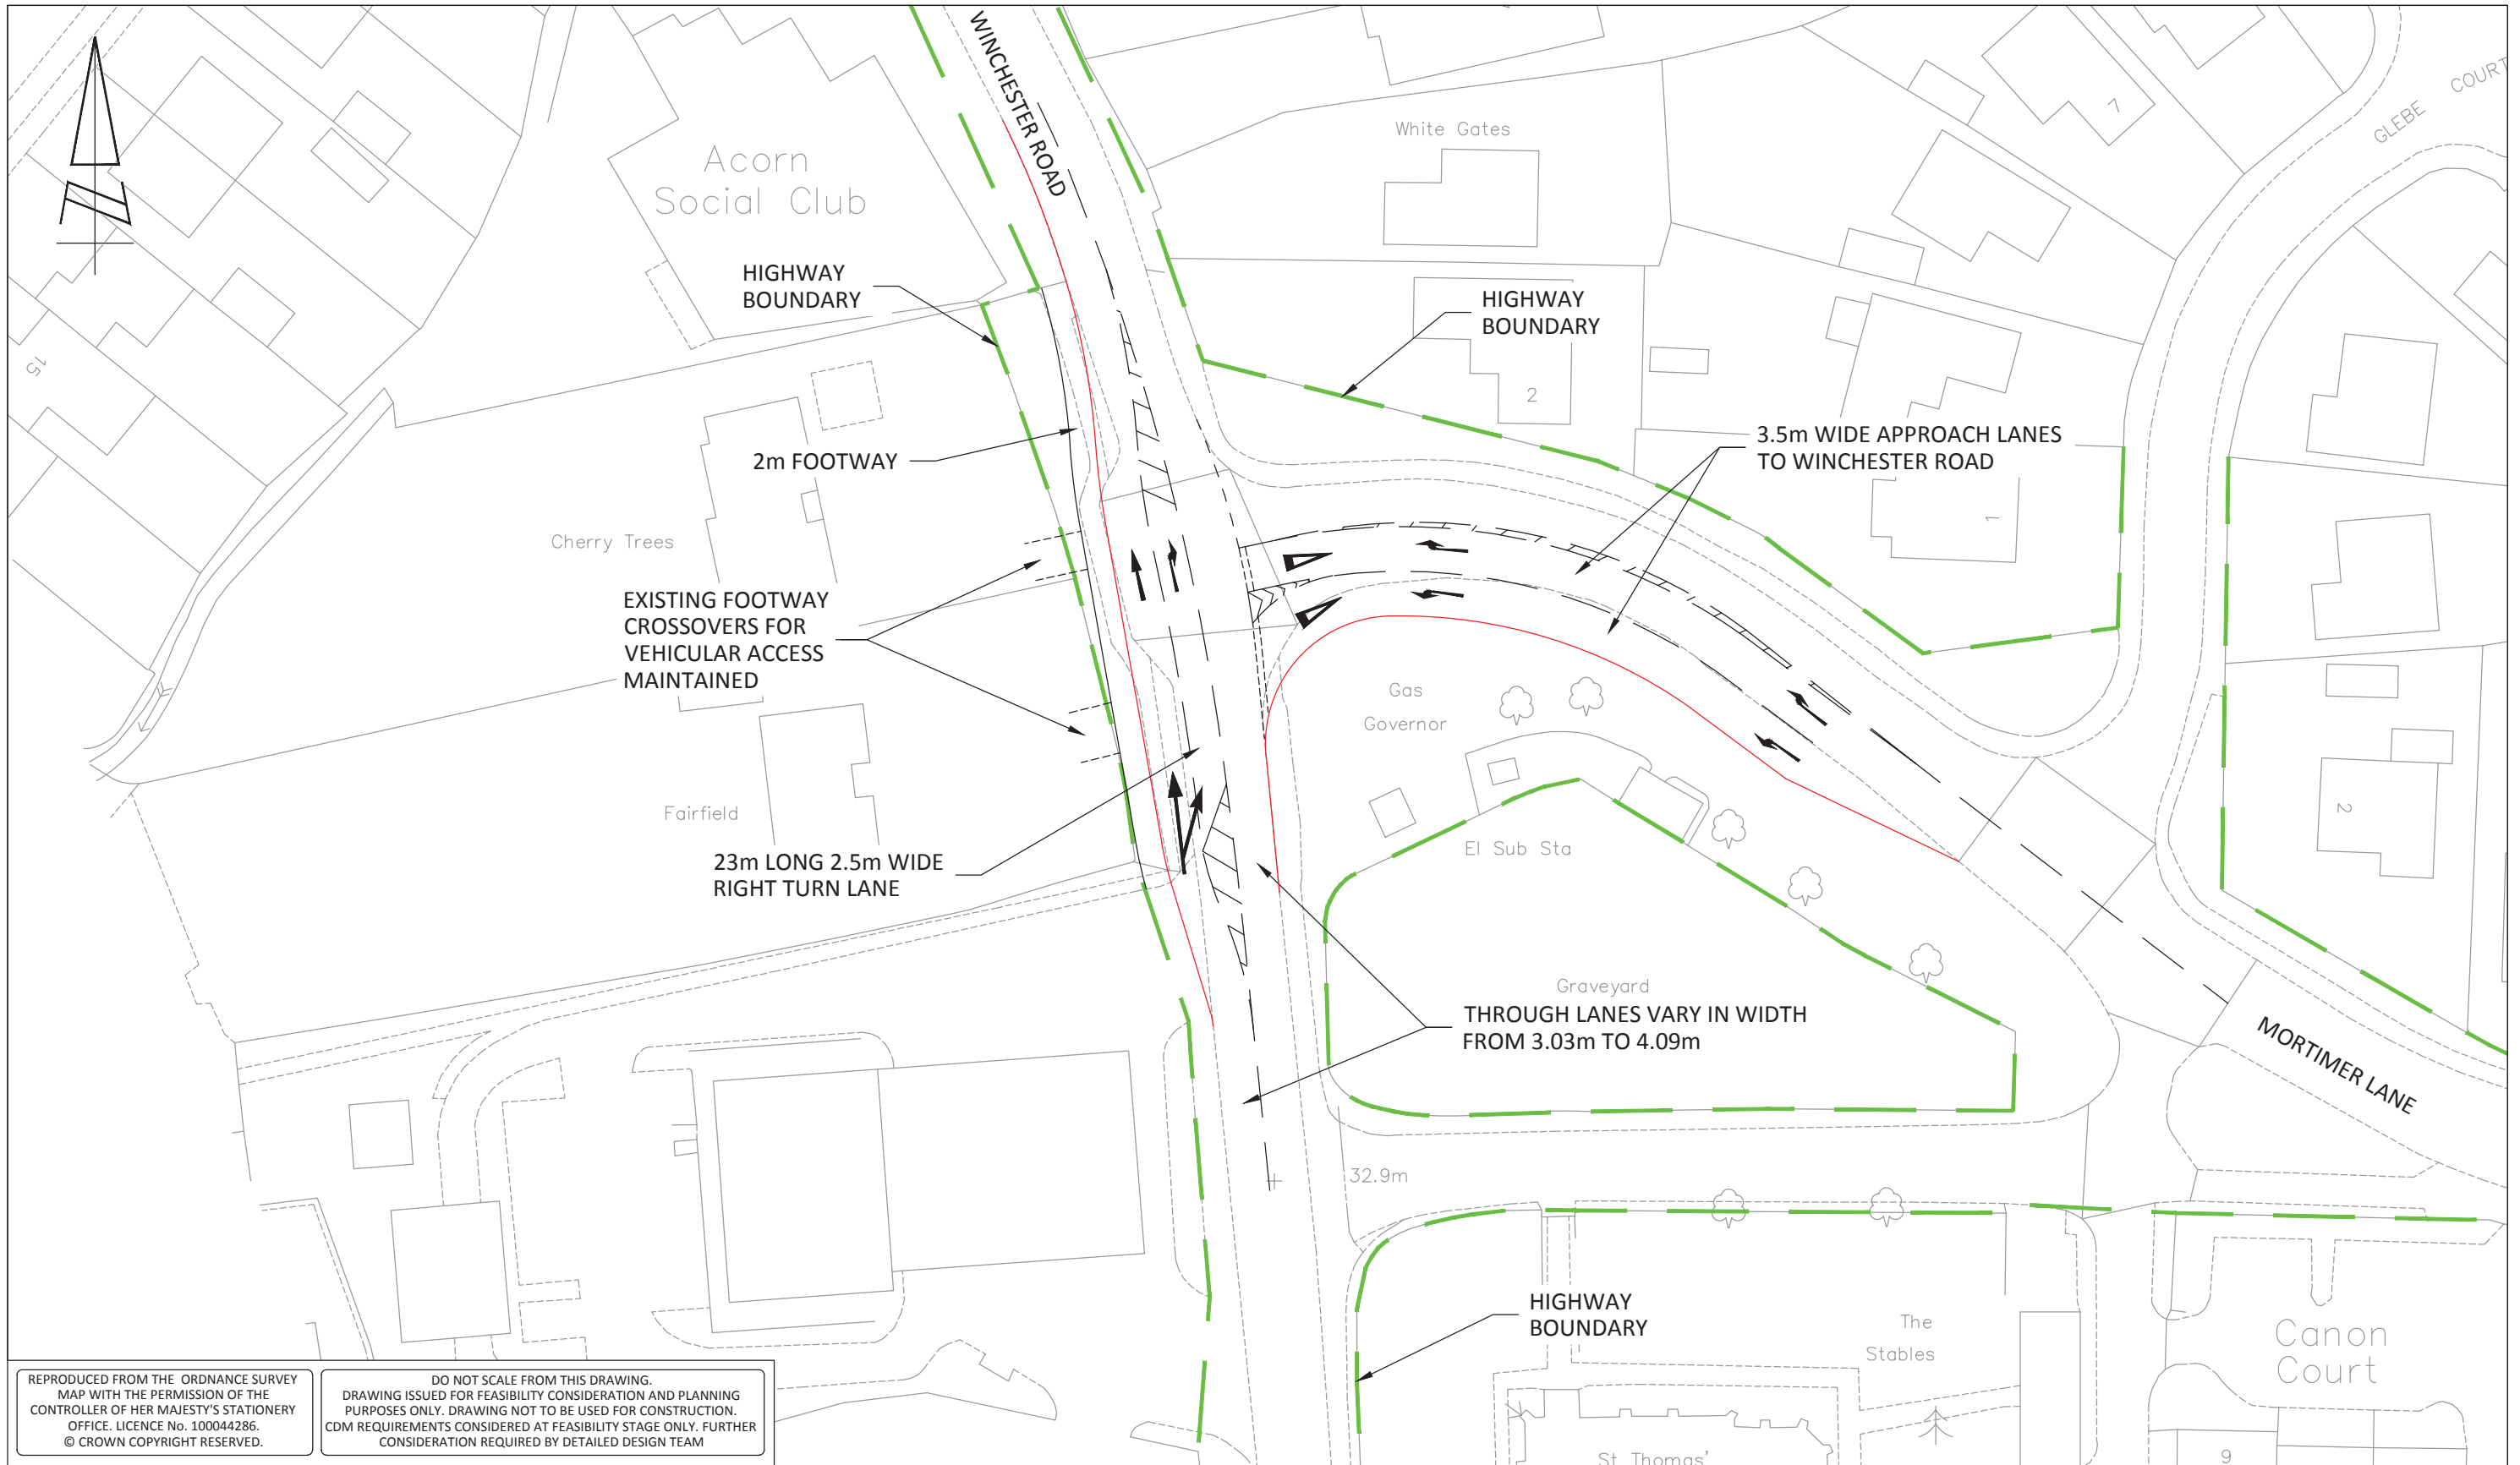 WINCHESTER ROAD
Acorn
Social Club
White Gates
7
GLEBE COURT
HIGHWAY
BOUNDARY
HIGHWAY
BOUNDARY
15
2
3.5m WIDE APPROACH LANES
TO WINCHESTER ROAD
2m FOOTWAY
1
Cherry Trees
EXISTING FOOTWAY
CROSSOVERS FOR
VEHICULAR ACCESS
MAINTAINED
Gas
Governor
Fairfield
2
El Sub Sta
23m LONG 2.5m WIDE
RIGHT TURN LANE
Graveyard
THROUGH LANES VARY IN WIDTH
FROM 3.03m TO 4.09m
MORTIMER LANE
32.9m
HIGHWAY
BOUNDARY
The
Stables
Canon
Court
St Thomas'
9
REPRODUCED FROM THE ORDNANCE SURVEY
MAP WITH THE PERMISSION OF THE
CONTROLLER OF HER MAJESTY'S STATIONERY
OFFICE. LICENCE No. 100044286.
© CROWN COPYRIGHT RESERVED.
DO NOT SCALE FROM THIS DRAWING.
DRAWING ISSUED FOR FEASIBILITY CONSIDERATION AND PLANNING
PURPOSES ONLY. DRAWING NOT TO BE USED FOR CONSTRUCTION.
CDM REQUIREMENTS CONSIDERED AT FEASIBILITY STAGE ONLY. FURTHER
CONSIDERATION REQUIRED BY DETAILED DESIGN TEAM